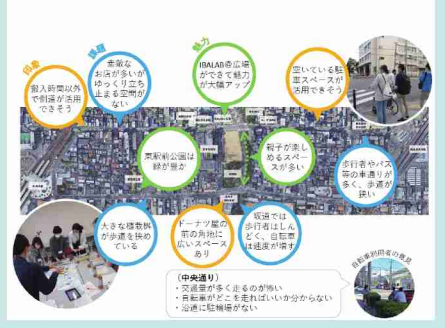 印象
搬入時間以外
で側道が活用
できそう
課題
素敵な
お店が多いが
ゆっくり立ち
止まる空間が
ない
魅力
IBALAB@広場
ができて魅力
が大幅アップ
空いている駐
車スペースが
活用できそう
東駅前公園は
緑が豊か
親子が楽し
めるスペー
スが多い
歩行者やバス
等の車通りが
多く、歩道が
狭い
大きな植栽桝
が歩道を狭め
ている
ドーナツ屋の
前の角地に
広いスペース
あり
坂道では
歩行者はしん
どく、自転車
は速度が増す
自転車利用者の意見
(中央通り)
・交通量が多く走るのが怖い
・自転車がどこを走ればいいか分からない
・沿道に駐輪場がない